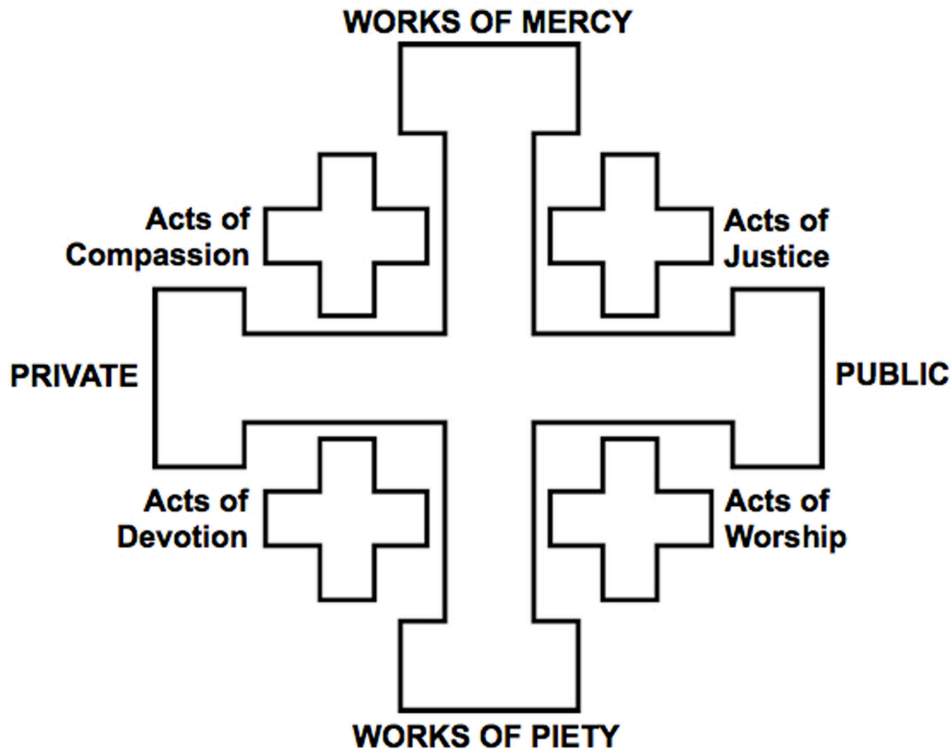 WORKS OF MERCY
Acts of
Compassion
Acts of
Justice
PRIVATE
PUBLIC
Acts of
Devotion
Acts of
Worship
WORKS OF PIETY